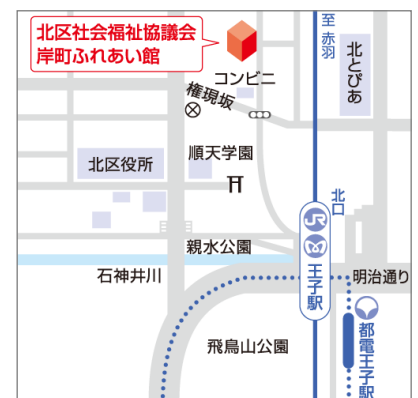 北区社会福祉協議会
岸町ふれあい館
至 赤羽
北とぴあ
コンビニ
権現坂
順天学園
北区役所
北口
親水公園
JR
王子駅
石神井川
明治通り
飛鳥山公園
都電王子駅